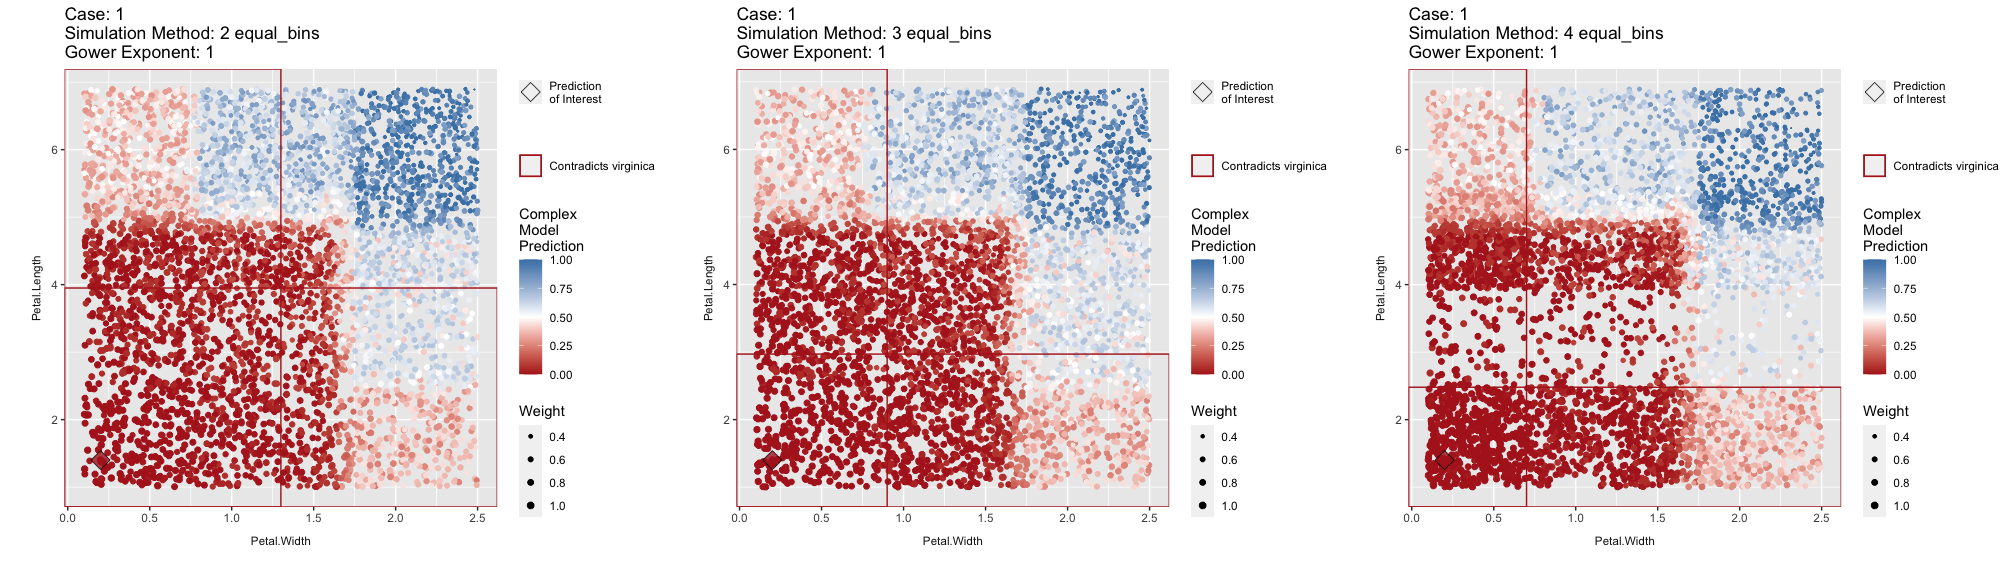 Case: 1
Simulation Method: 2 equal_bins
Gower Exponent: 1
Petal.Length
6
4
2
0.0
0.5
1.0
1.5
2.0
2.5
Petal.Width
Prediction
of Interest
Contradicts virginica
Complex
Model
Prediction
1.00
0.75
0.50
0.25
0.00
Weight
0.4
0.6
0.8
1.0
Case: 1
Simulation Method: 3 equal_bins
Gower Exponent: 1
Petal.Length
6
4
2
0.0
0.5
1.0
1.5
2.0
2.5
Petal.Width
Prediction
of Interest
Contradicts virginica
Complex
Model
Prediction
1.00
0.75
0.50
0.25
0.00
Weight
0.4
0.6
0.8
1.0
Case: 1
Simulation Method: 4 equal_bins
Gower Exponent: 1
Petal.Length
6
4
2
0.0
0.5
1.0
1.5
2.0
2.5
Petal.Width
Prediction
of Interest
Contradicts virginica
Complex
Model
Prediction
1.00
0.75
0.50
0.25
0.00
Weight
0.4
0.6
0.8
1.0